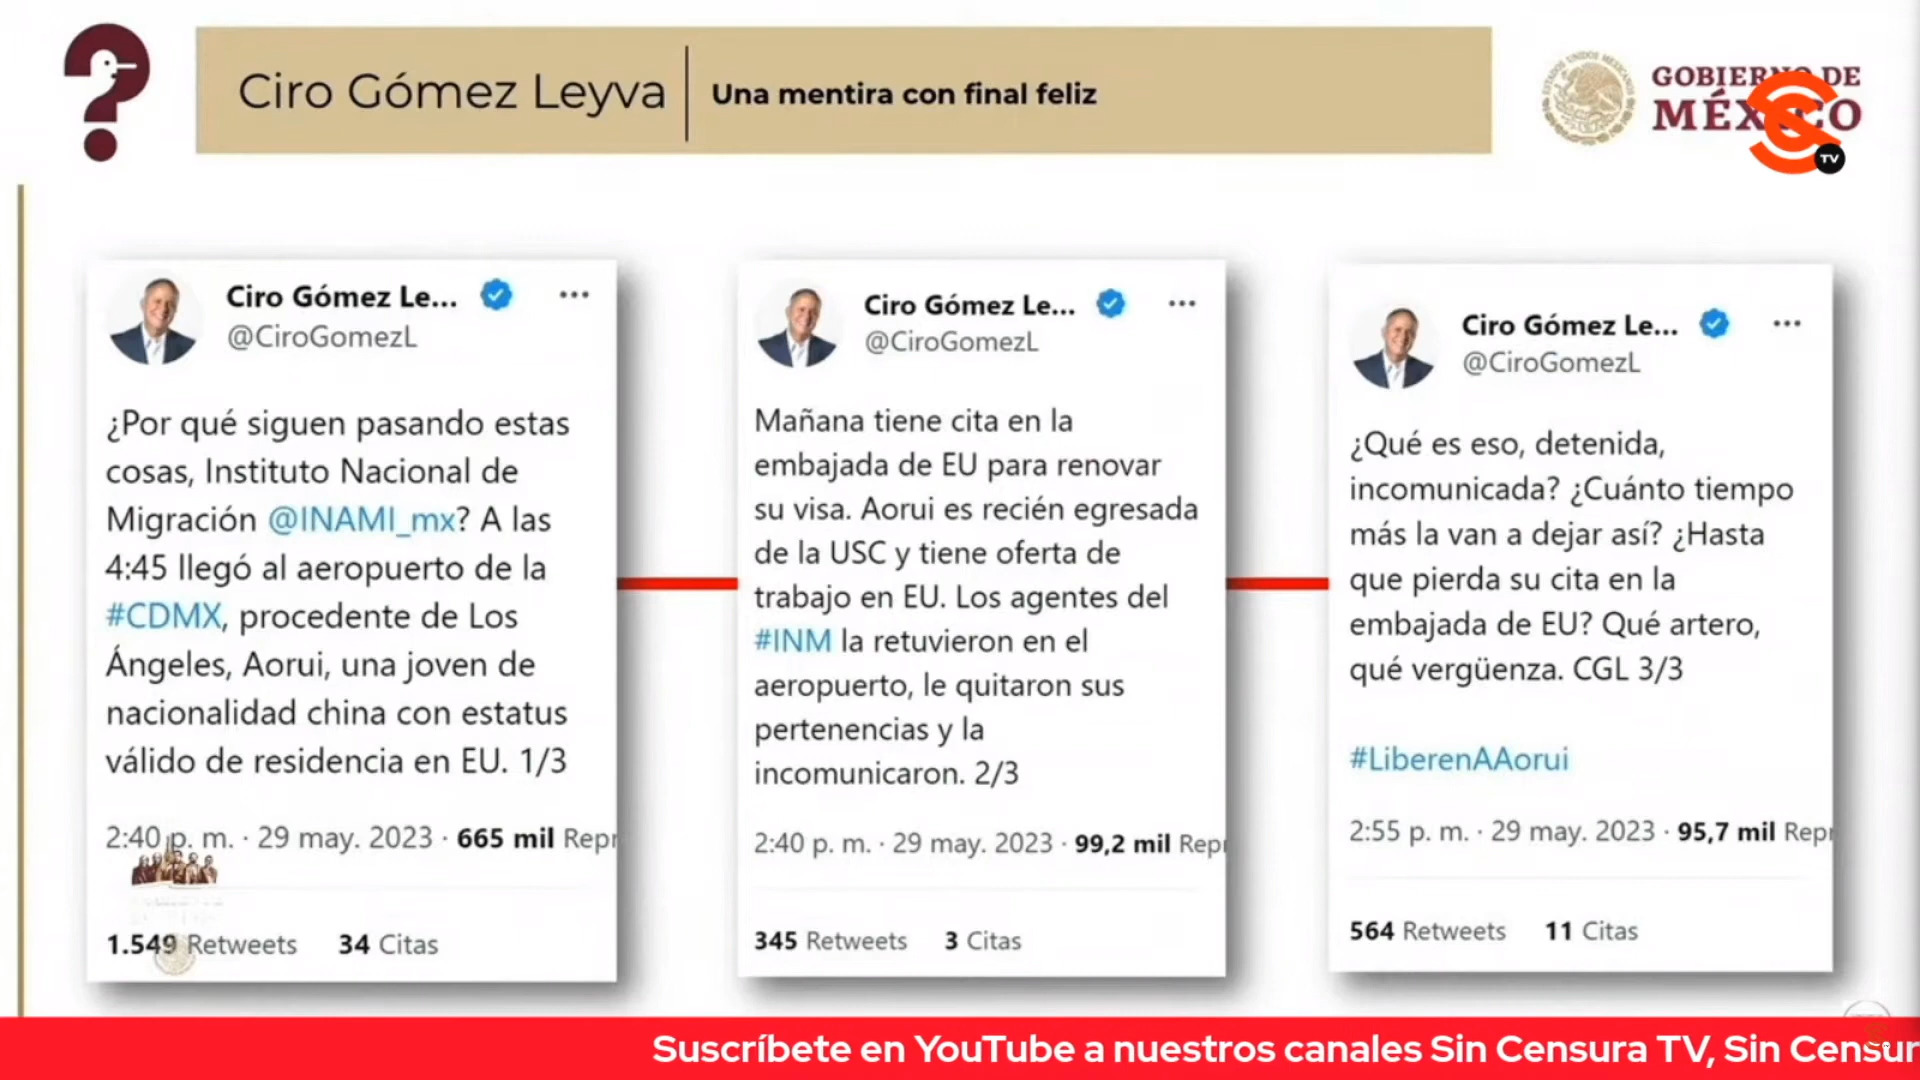 Ciro Gómez Leyva
Una mentira con final feliz
GOBIERNO DE
MÉXICO
TV
Ciro Gómez Le...
@CiroGomezL
¿Por qué siguen pasando estas
cosas, Instituto Nacional de
Migración @INAMI_mx? A las
4:45 llegó al aeropuerto de la
#CDMX, procedente de Los
Ángeles, Aorui, una joven de
nacionalidad china con estatus
válido de residencia en EU. 1/3
2:40 p. m. · 29 may. 2023 · 665 mil Repr
1.549 Retweets 34 Citas
Ciro Gómez Le...
@CiroGomezL
Mañana tiene cita en la
embajada de EU para renovar
su visa. Aorui es recién egresada
de la USC y tiene oferta de
trabajo en EU. Los agentes del
#INM la retuvieron en el
aeropuerto, le quitaron sus
pertenencias y la
incomunicaron. 2/3
2:40 p. m. · 29 may. 2023 · 99,2 mil Repr
345 Retweets 3 Citas
Ciro Gómez Le...
@CiroGomezL
¿Qué es eso, detenida,
incomunicada? ¿Cuánto tiempo
más la van a dejar así? ¿Hasta
que pierda su cita en la
embajada de EU? Qué artero,
qué vergüenza. CGL 3/3
#LiberenAAorui
2:55 p. m. · 29 may. 2023 · 95,7 mil Repr
564 Retweets 11 Citas
Suscríbete en YouTube a nuestros canales Sin Censura TV, Sin Censur